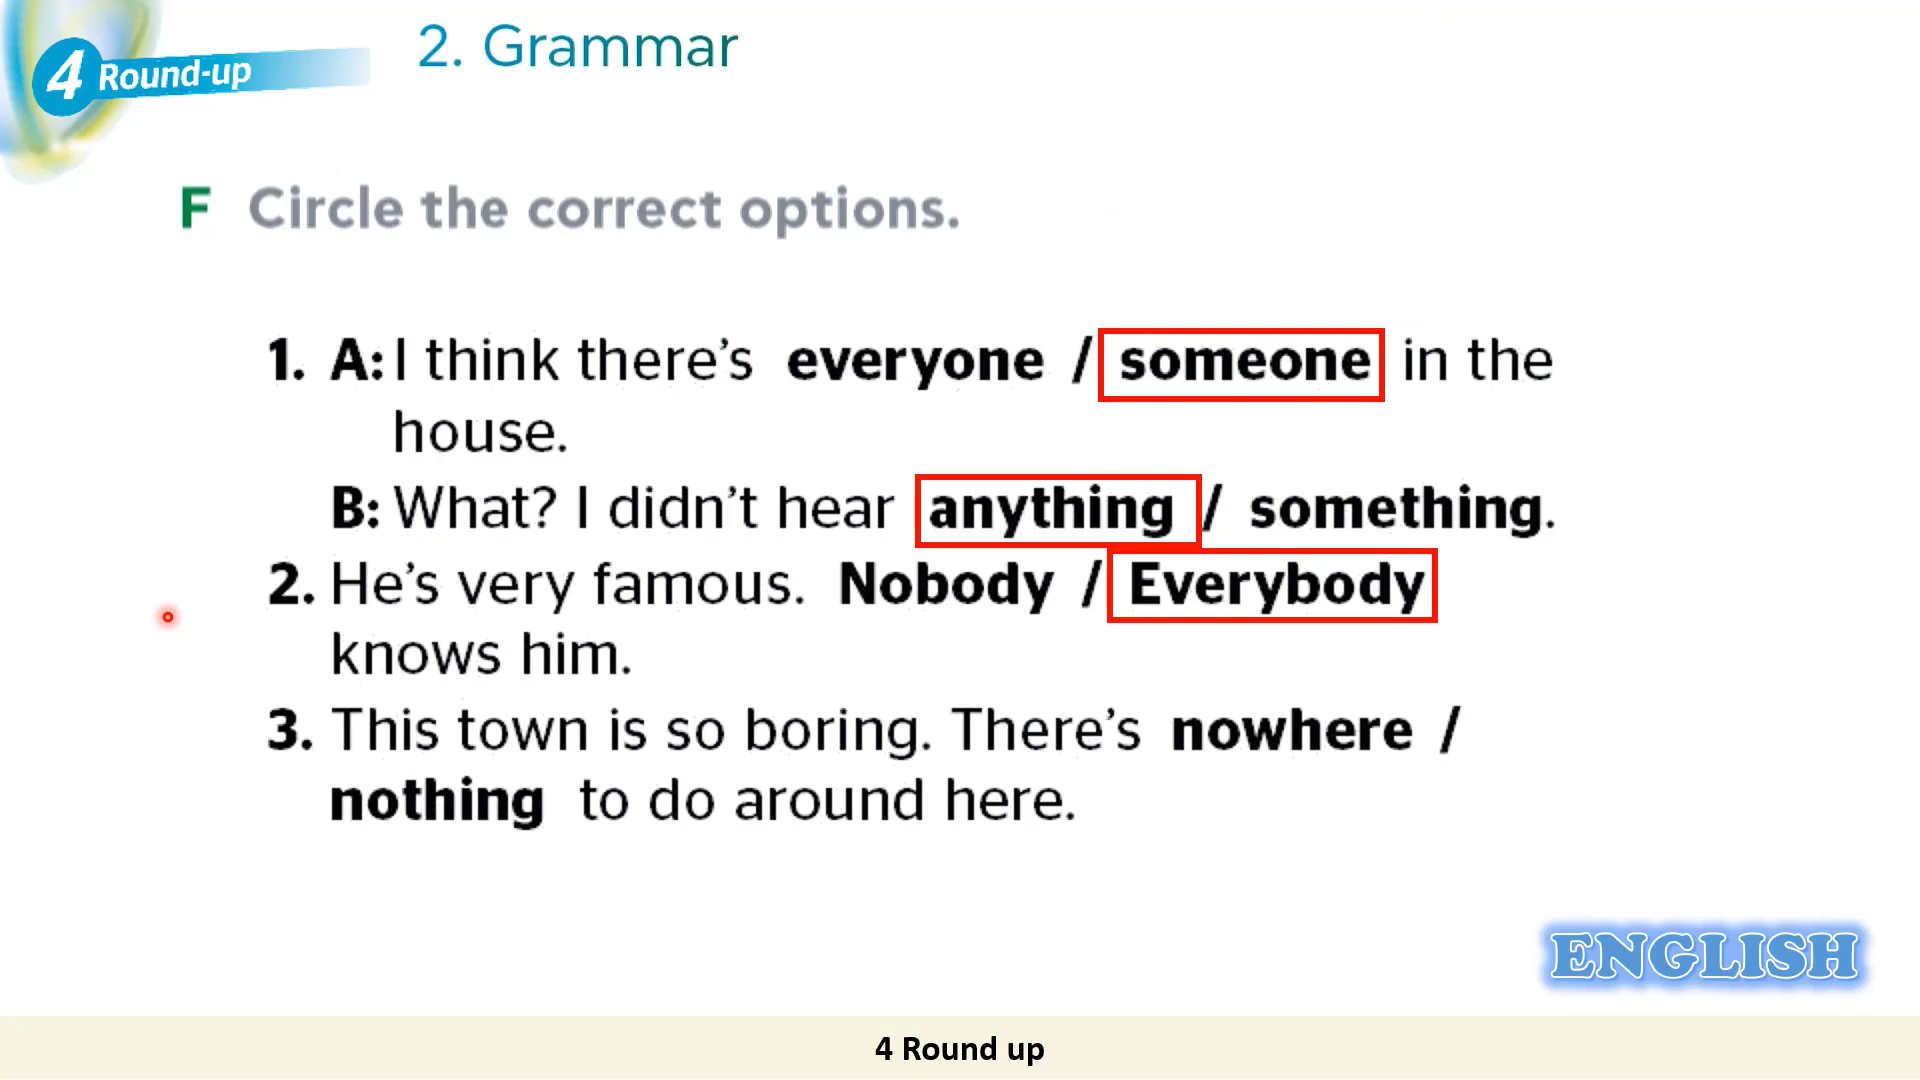 4 Round-up
2. Grammar
F Circle the correct options.
1. A: I think there's everyone / someone in the
house.
B: What? I didn't hear anything / something.
2. He's very famous. Nobody / Everybody
knows him.
3. This town is so boring. There's nowhere /
nothing to do around here.
ENGLISH
4 Round up